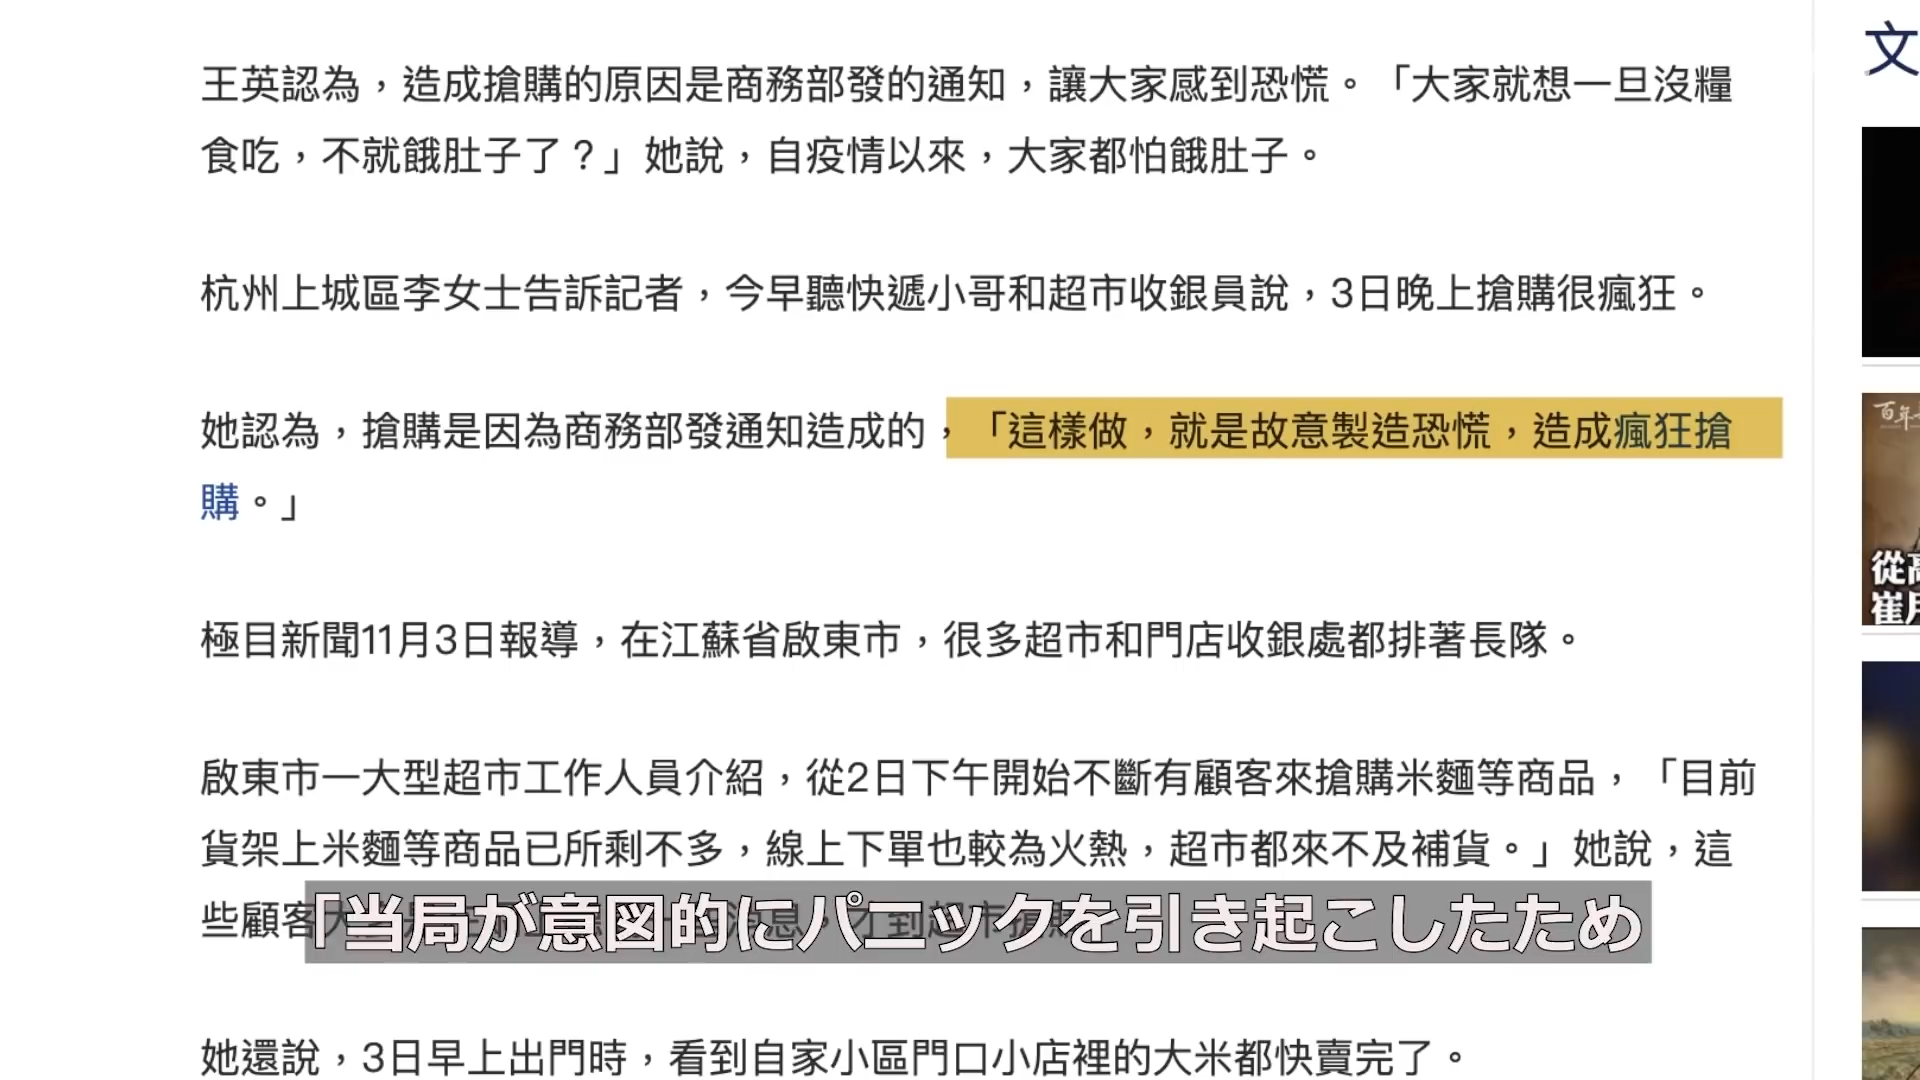 王英認為，造成搶購的原因是商務部發的通知，讓大家感到恐慌。「大家就想一旦沒糧
食吃，不就餓肚子了？」她說，自疫情以來，大家都怕餓肚子。
杭州上城區李女士告訴記者，今早聽快遞小哥和超市收銀員說，3日晚上搶購很瘋狂。
她認為，搶購是因為商務部發通知造成的，「這樣做，就是故意製造恐慌，造成瘋狂搶
購。」
極目新聞11月3日報導，在江蘇省啟東市，很多超市和門店收銀處都排著長隊。
啟東市一大型超市工作人員介紹，從2日下午開始不斷有顧客來搶購米麵等商品，「目前
貨架上米麵等商品已所剩不多，線上下單也較為火熱，超市都來不及補貨。」她說，這
些顧客
「当局が意図的にパニックを引き起こしたため
她還說，3日早上出門時，看到自家小區門口小店裡的大米都快賣完了。
文
百年
從
崔